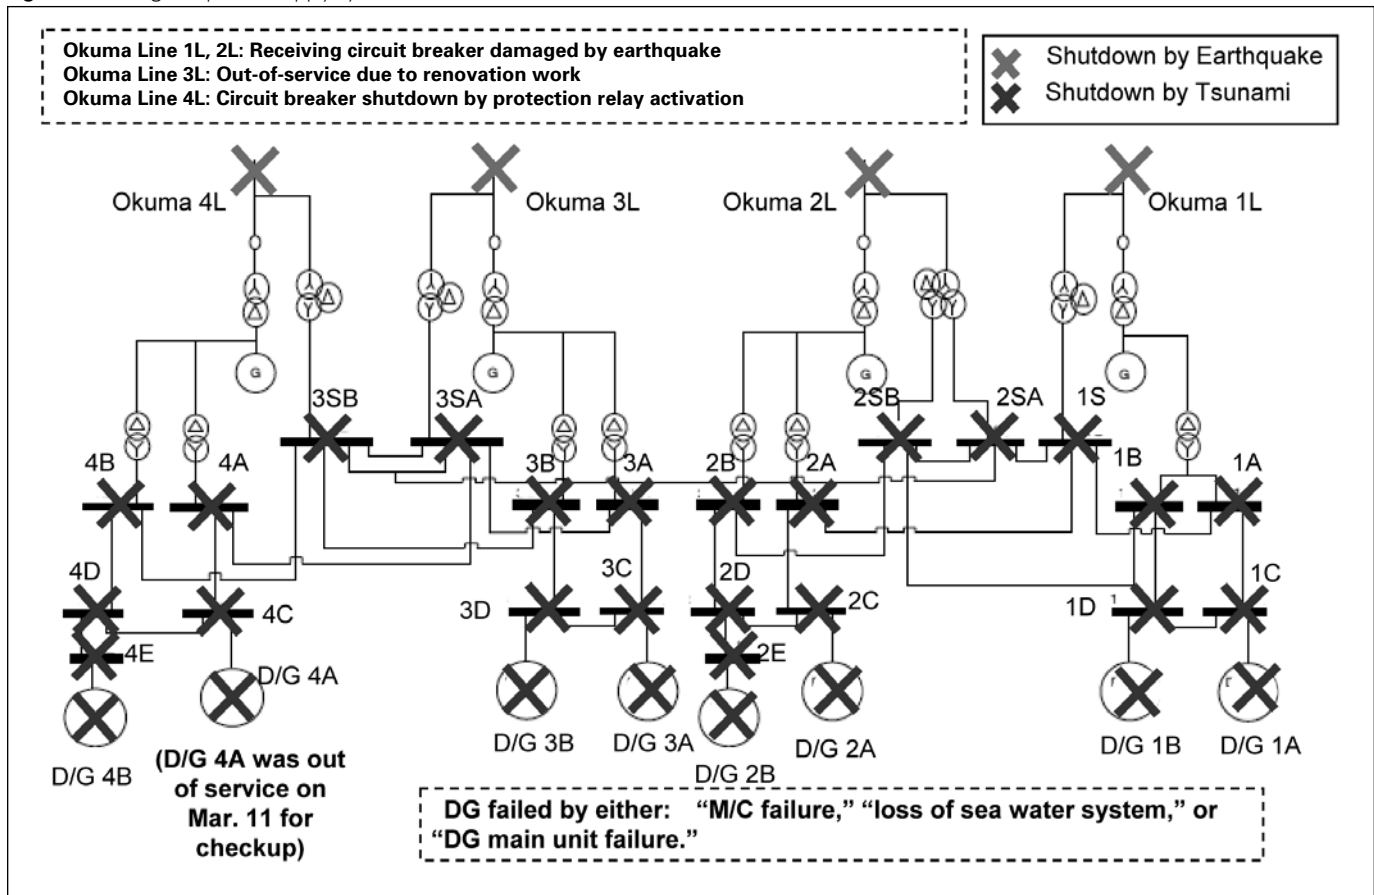 Okuma Line 1L, 2L: Receiving circuit breaker damaged by earthquake
Okuma Line 3L: Out-of-service due to renovation work
Okuma Line 4L: Circuit breaker shutdown by protection relay activation
Shutdown by Earthquake
Shutdown by Tsunami
Okuma 4L
Okuma 3L
Okuma 2L
Okuma 1L
G
G
G
G
3SB
3SA
2SB
2SA
1S
4B
4A
3B
3A
2B
2A
1B
1A
4D
4C
3D
3C
2D
2C
1D
1C
4E
2E
D/G 4A
D/G 4B
D/G 3B
D/G 3A
D/G 2B
D/G 2A
D/G 1B
D/G 1A
(D/G 4A was out
of service on
Mar. 11 for
checkup)
DG failed by either: “M/C failure,” “loss of sea water system,” or
“DG main unit failure.”